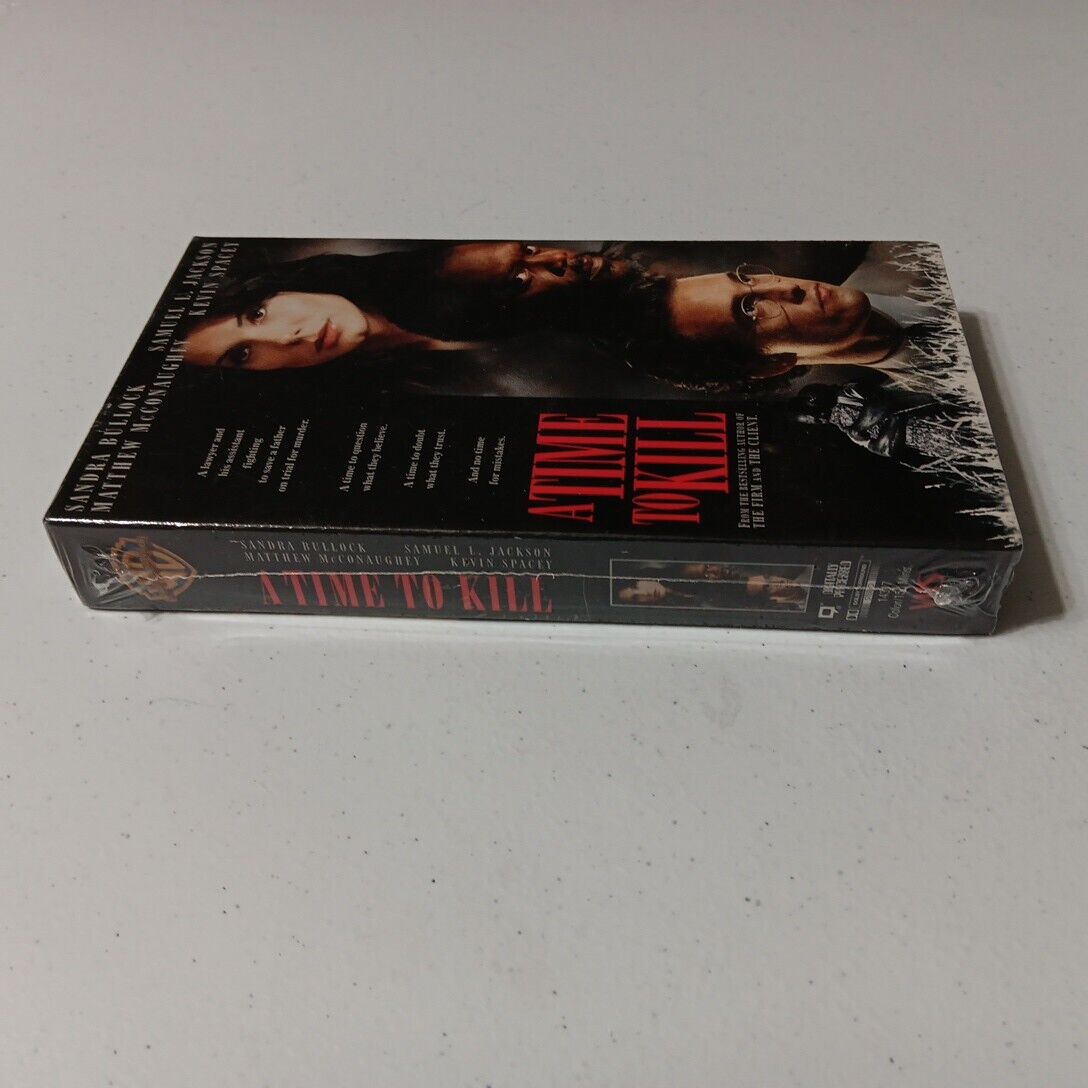 SANDRA BULLOCK SAMUEL L. JACKSON
MATTHEW McCONAUGHEY KEVIN SPACEY
A lawyer and
his assistant
fighting
to save a father
on trial for murder.
A time to question
what they believe.
A time to doubt
what they trust.
And no time
for mistakes.
A TIME
TO KILL
FROM THE BESTSELLING AUTHOR OF
THE FIRM AND THE CLIENT.
SANDRA BULLOCK SAMUEL L. JACKSON
MATTHEW McCONAUGHEY KEVIN SPACEY
A TIME TO KILL
DIGITALLY
PROCESSED
VHS